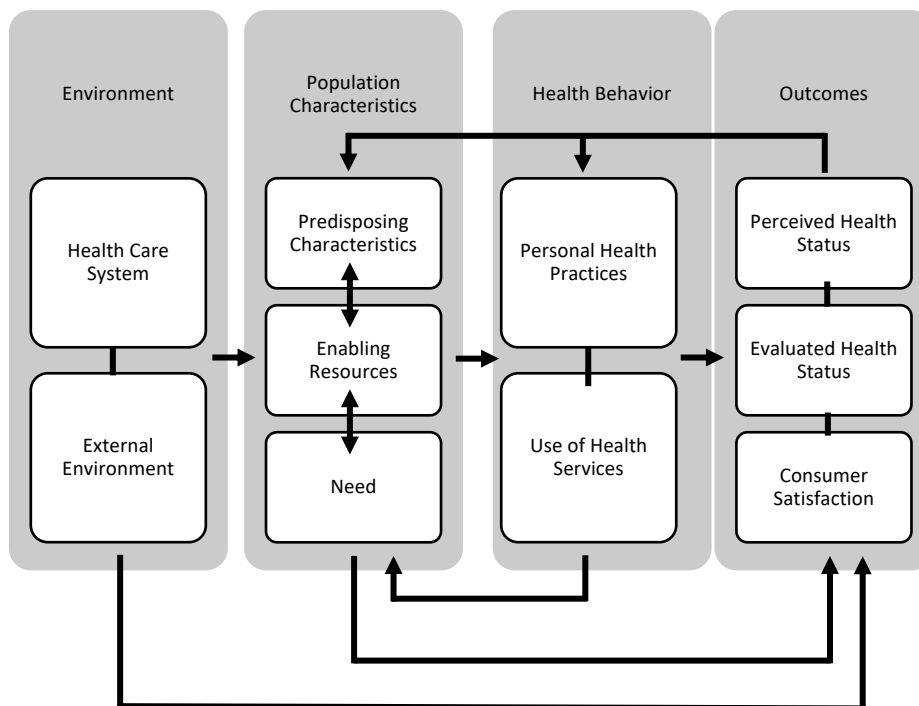 Environment
Population
Characteristics
Health Behavior
Outcomes
Health Care
System
External
Environment
Predisposing
Characteristics
Enabling
Resources
Need
Personal Health
Practices
Use of Health
Services
Perceived Health
Status
Evaluated Health
Status
Consumer
Satisfaction